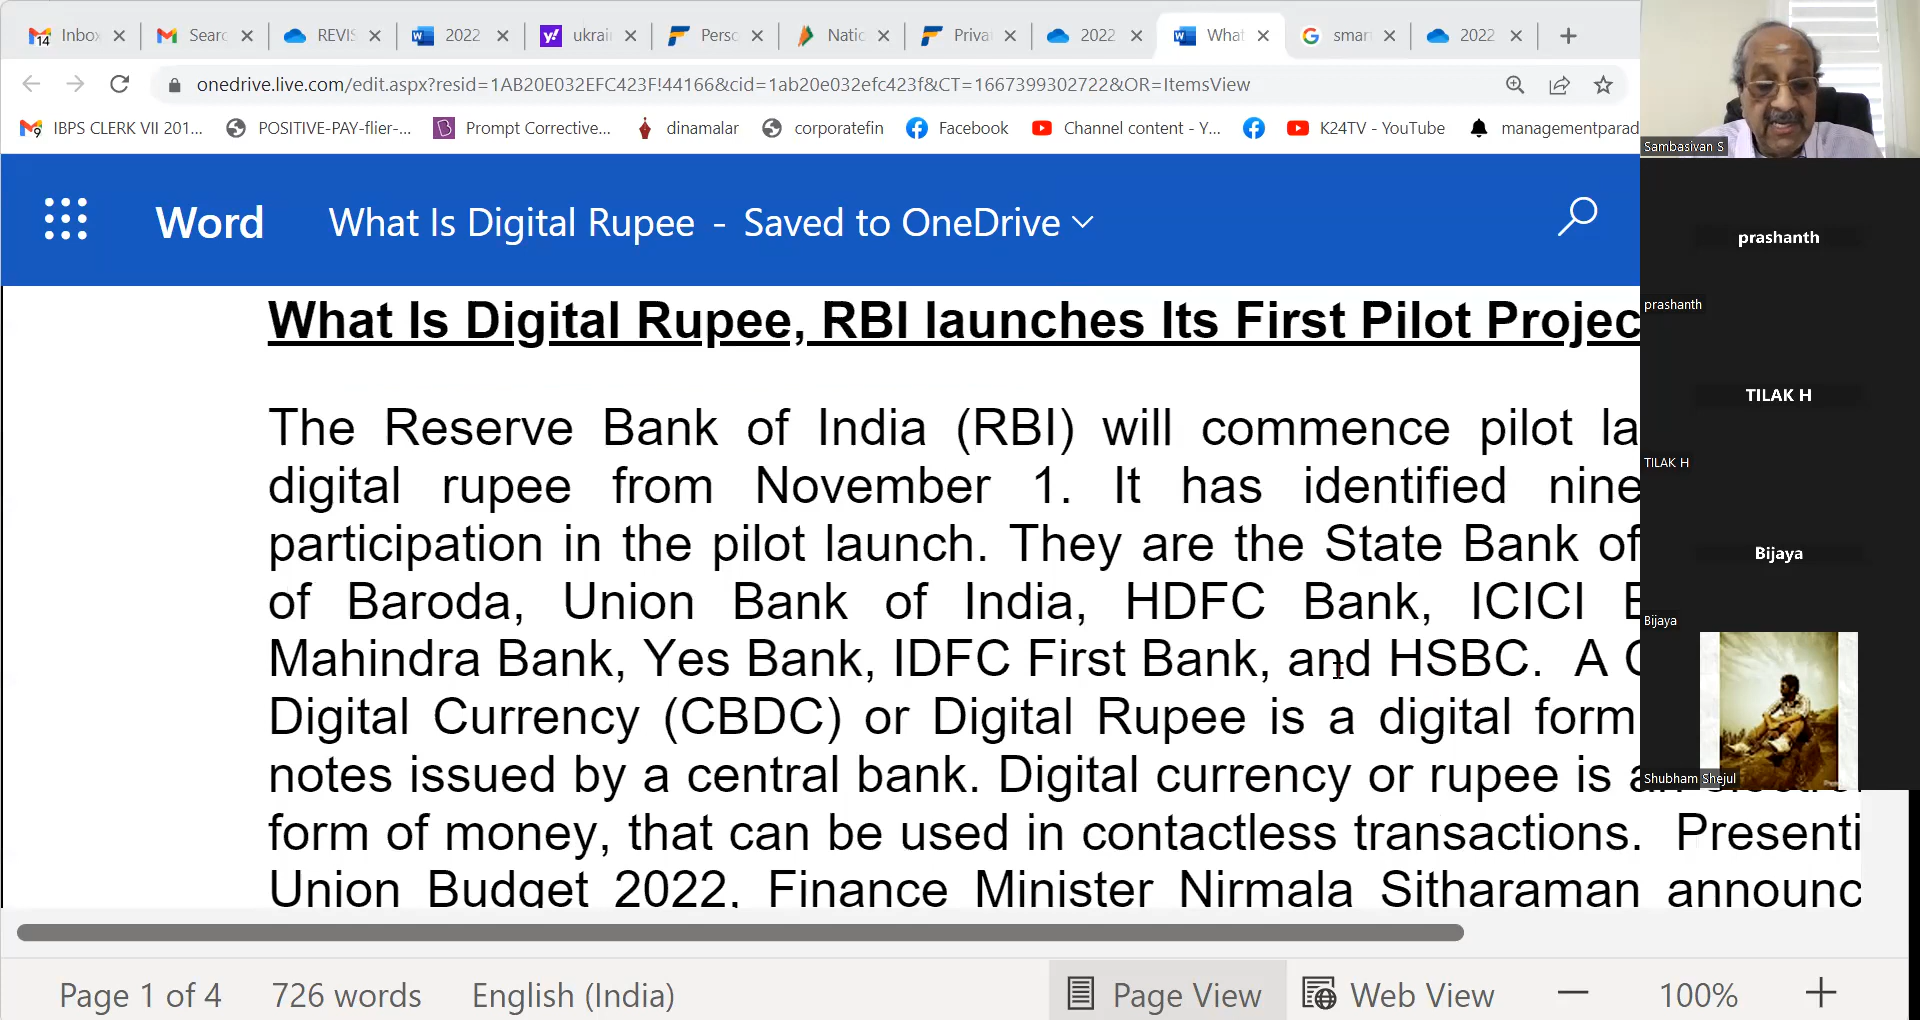 14 Inbox
Searc
REVIS
2022
ukrai
Perso
Natio
Privat
2022
What
smar
2022
onedrive.live.com/edit.aspx?resid=1AB20E032EFC423F!44166&cid=1ab20e032efc423f&CT=1667399302722&OR=ItemsView
IBPS CLERK VII 201...
POSITIVE-PAY-flier-...
Prompt Corrective...
dinamalar
corporatefin
Facebook
Channel content - Y...
K24TV - YouTube
managementparad
Word
What Is Digital Rupee - Saved to OneDrive
What Is Digital Rupee, RBI launches Its First Pilot Projec
The Reserve Bank of India (RBI) will commence pilot la
digital rupee from November 1. It has identified nine
participation in the pilot launch. They are the State Bank of
of Baroda, Union Bank of India, HDFC Bank, ICICI
Mahindra Bank, Yes Bank, IDFC First Bank, and HSBC. A
Digital Currency (CBDC) or Digital Rupee is a digital form
notes issued by a central bank. Digital currency or rupee is
form of money, that can be used in contactless transactions. Presenti
Union Budget 2022, Finance Minister Nirmala Sitharaman announc
Page 1 of 4
726 words
English (India)
Page View
Web View
100%
Sambasivan S
prashanth
prashanth
TILAK H
TILAK H
Bijaya
Bijaya
Shubham Shejul